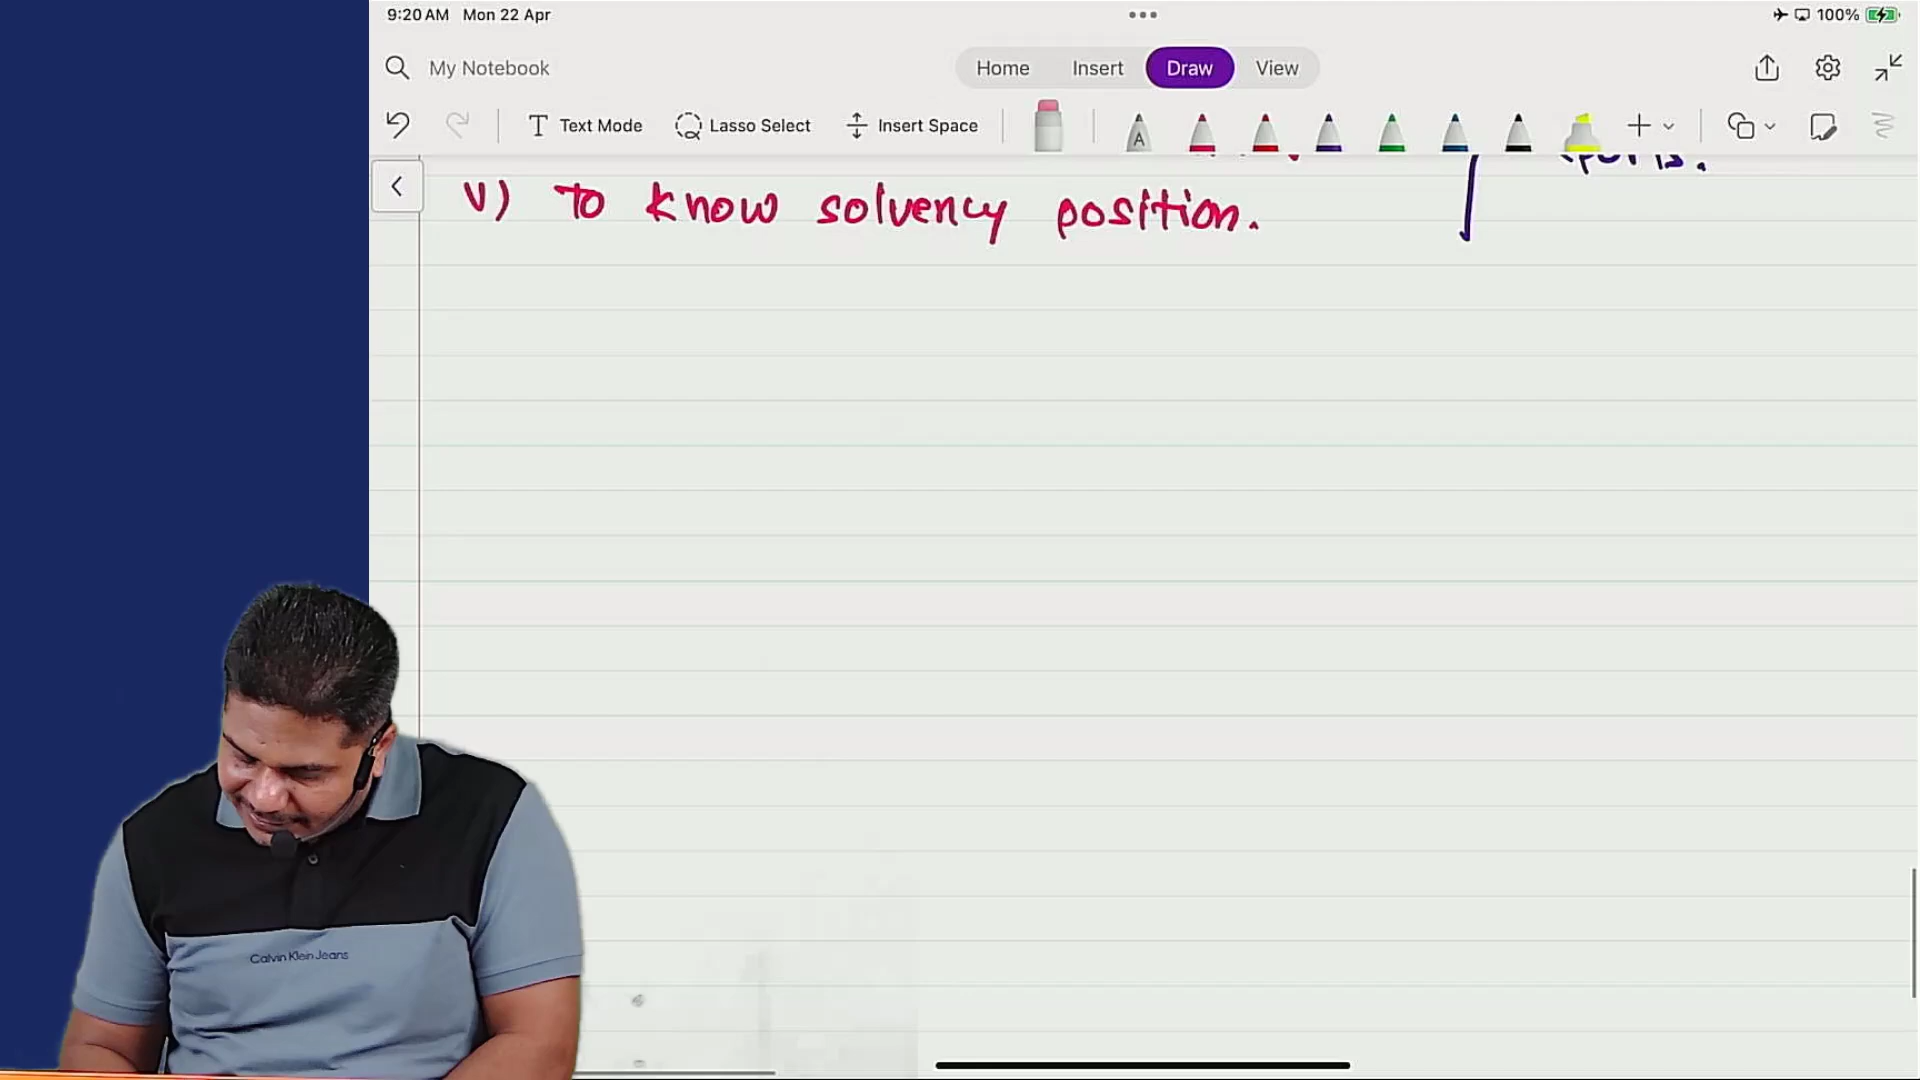 9:20 AM Mon 22 Apr
100%
My Notebook
Home Insert Draw View
T Text Mode Lasso Select Insert Space
A
v) To know solvency position.
Calvin Klein Jeans